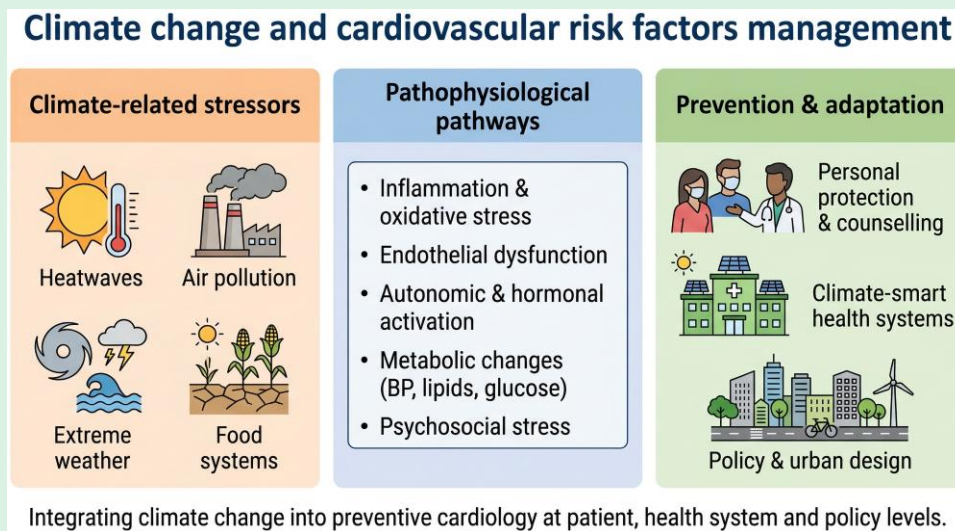 Climate change and cardiovascular risk factors management
Climate-related stressors
Heatwaves
Air pollution
Extreme
weather
Food
systems
Pathophysiological
pathways
• Inflammation &
oxidative stress
• Endothelial dysfunction
• Autonomic & hormonal
activation
• Metabolic changes
(BP, lipids, glucose)
• Psychosocial stress
Prevention & adaptation
Personal
protection
& counselling
Climate-smart
health systems
Policy & urban design
Integrating climate change into preventive cardiology at patient, health system and policy levels.